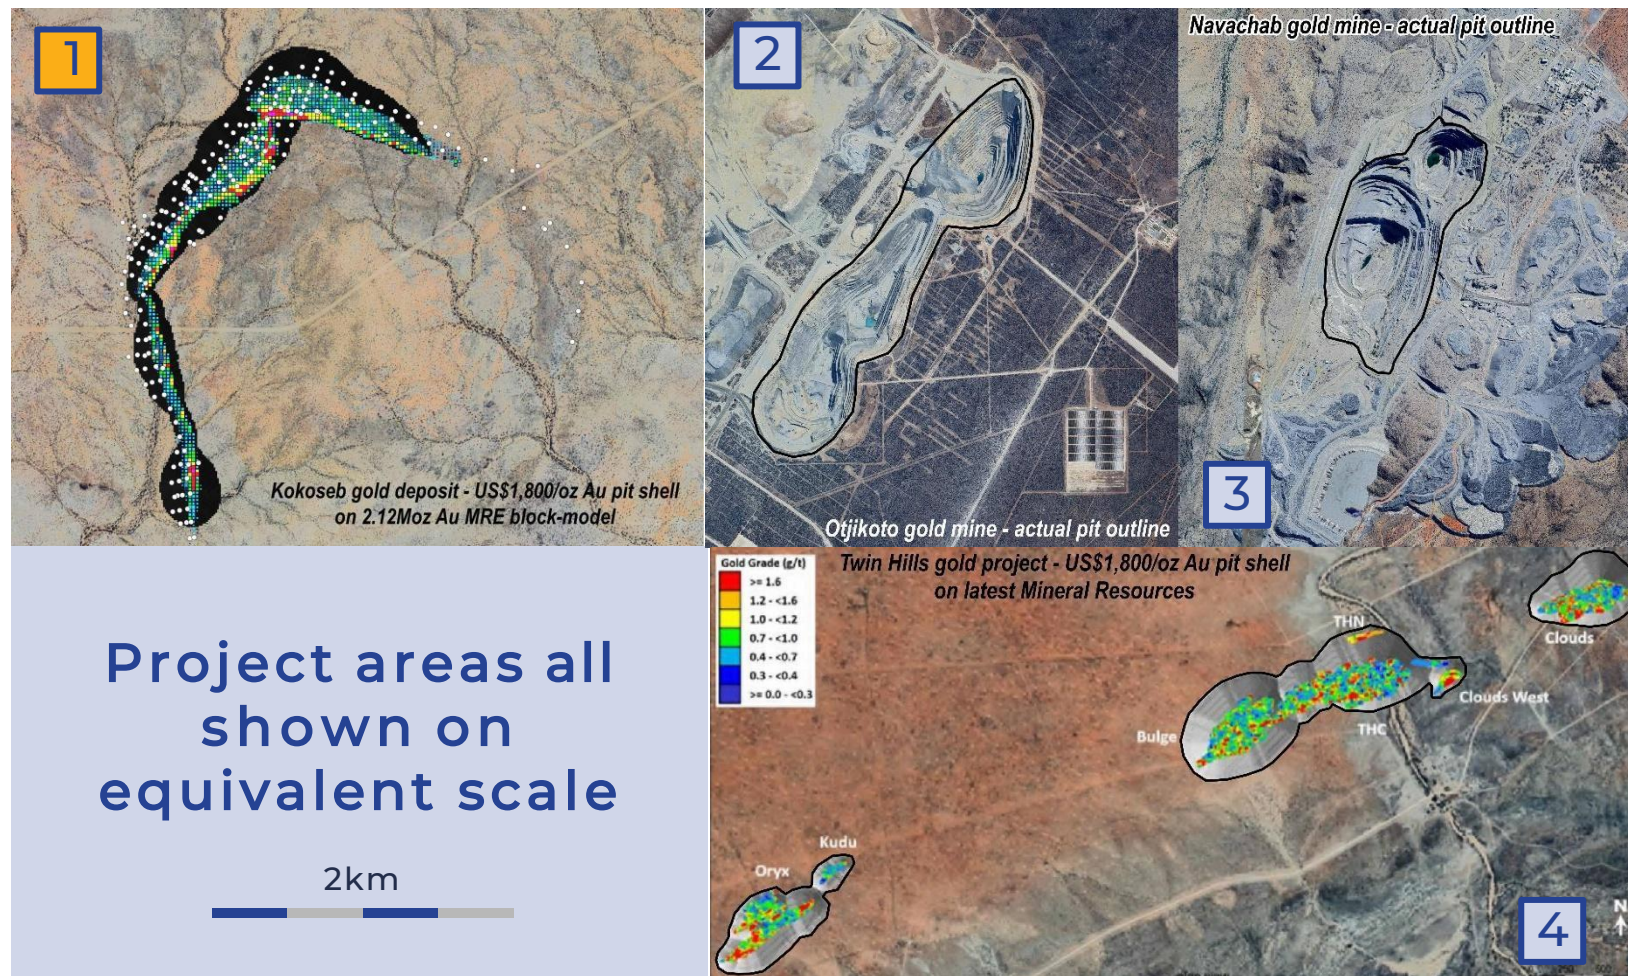 1
Kokoseb gold deposit - US$1,800/oz Au pit shell
on 2.12Moz Au MRE block-model
2
Otjikoto gold mine - actual pit outline
Navachab gold mine - actual pit outline
3
Project areas all
shown on
equivalent scale
2km
Gold Grade (g/t)
>= 1.6
1.2 - <1.6
1.0 - <1.2
0.7 - <1.0
0.4 - <0.7
0.3 - <0.4
>= 0.0 - <0.3
Twin Hills gold project - US$1,800/oz Au pit shell
on latest Mineral Resources
THN
Clouds
Clouds West
THC
Bulge
Kudu
Oryx
N
4